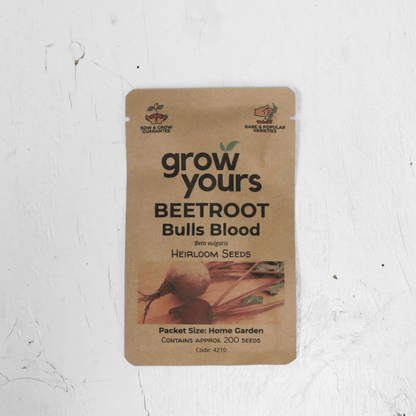 SOW & GROW
GUARANTEE
RARE & POPULAR
VARIETIES
grow
yours
BEETROOT
Bulls Blood
Beta vulgaris
HEIRLOOM SEEDS
Packet Size: Home Garden
CONTAINS APPROX. 200 SEEDS
Code: 4210